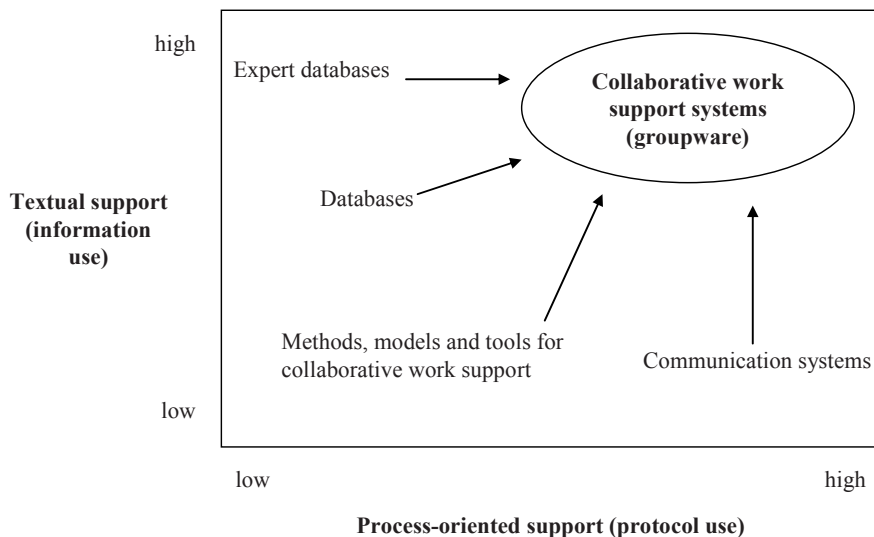 high
Expert databases
Collaborative work
support systems
(groupware)
Textual support
(information
use)
Databases
Methods, models and tools for
collaborative work support
Communication systems
low
low
high
Process-oriented support (protocol use)